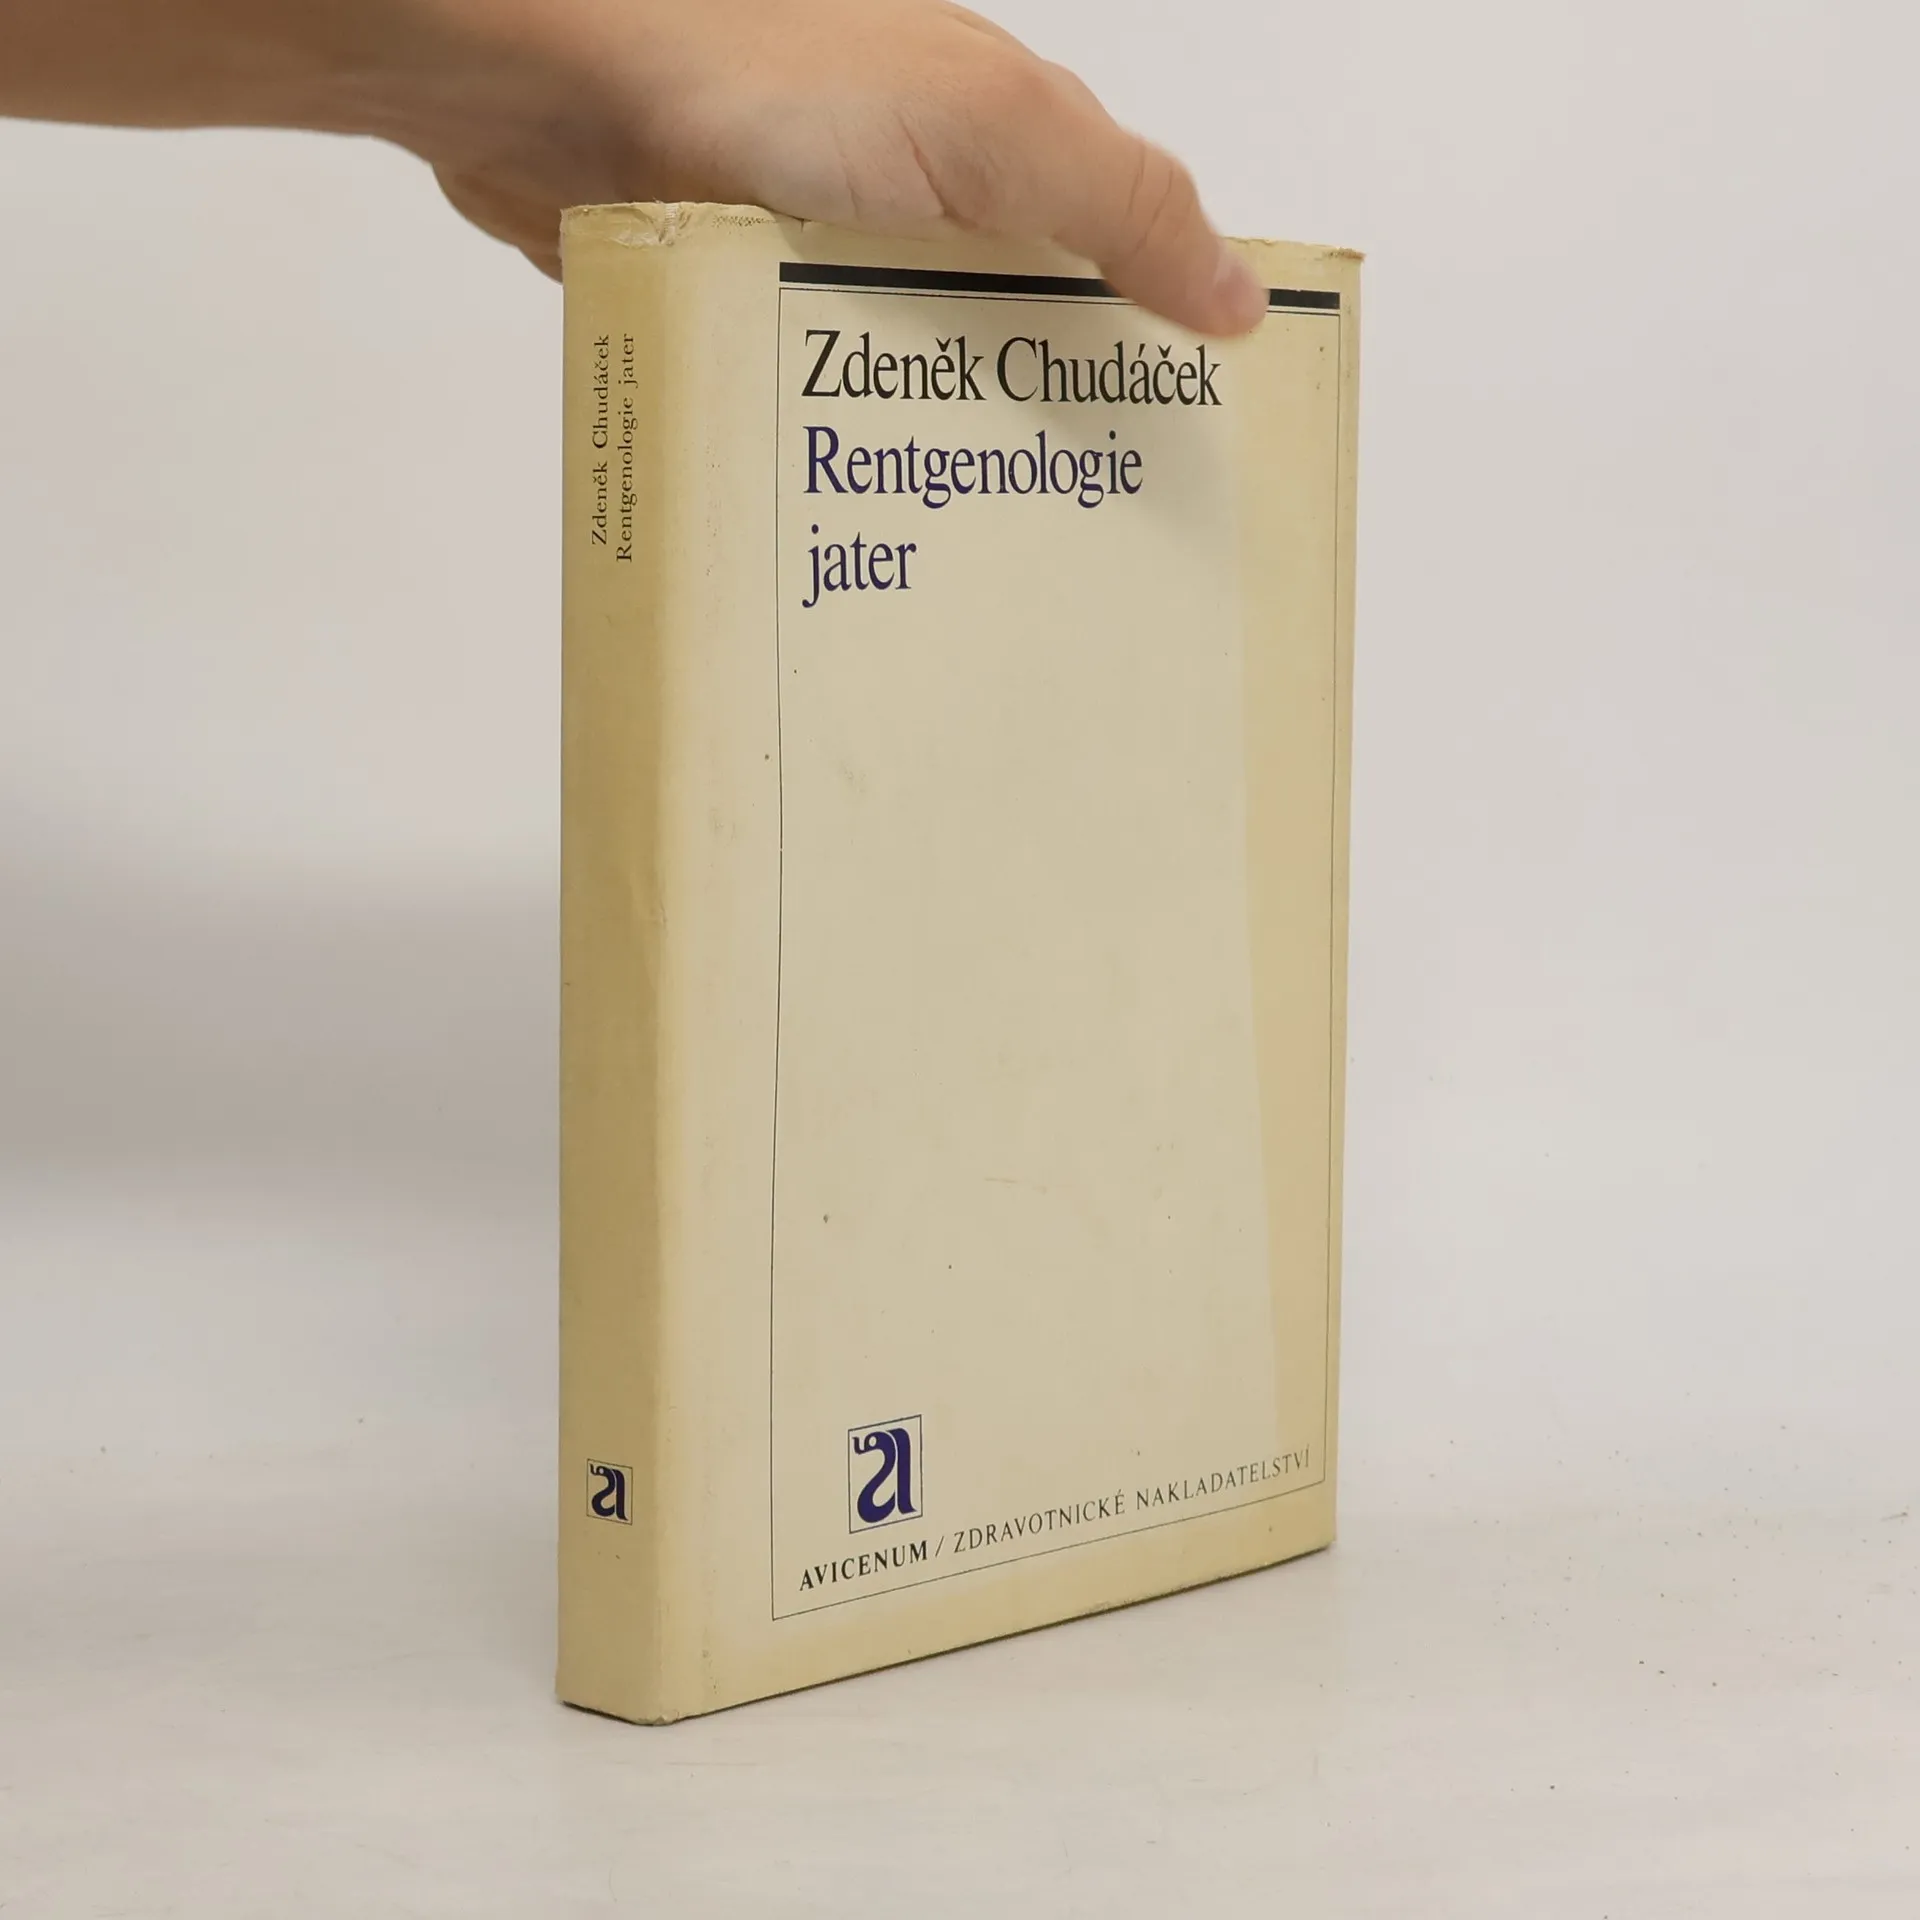 Zdeněk Chudáček
Rentgenologie jater
Zdeněk Chudáček
Rentgenologie
jater
AVICENUM / ZDRAVOTNICKÉ NAKLADATELSTVÍ